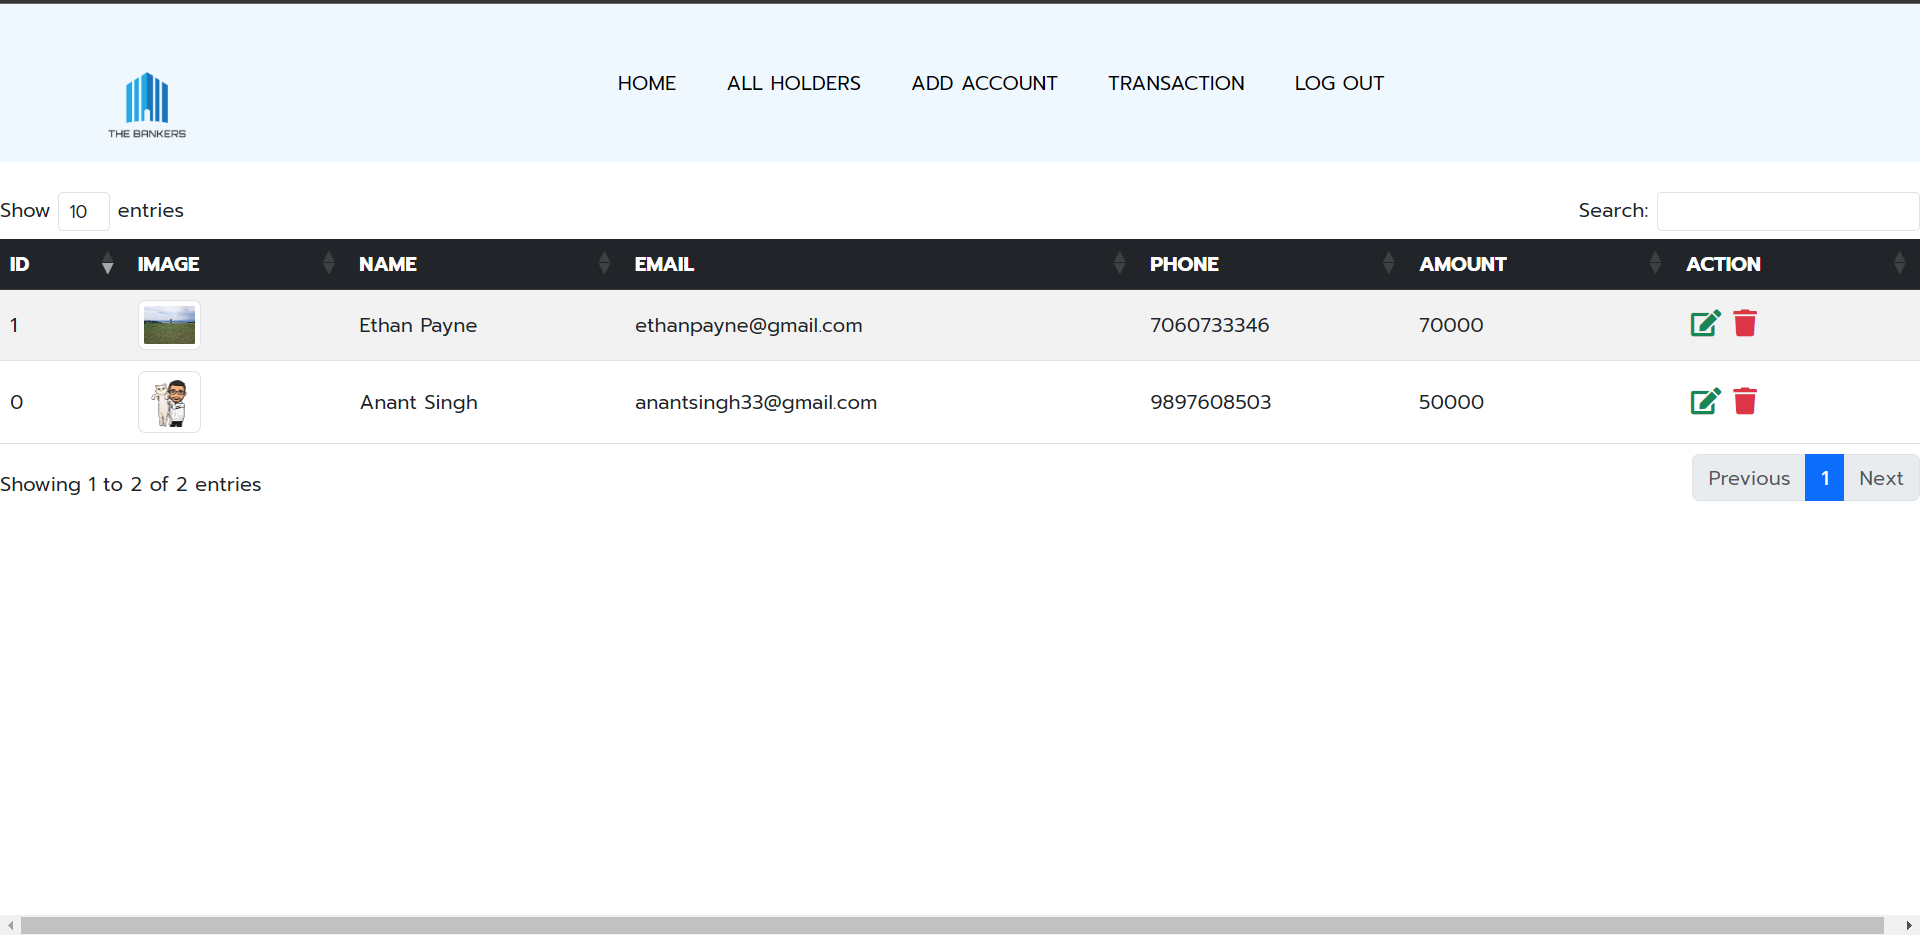 THE BANKERS
HOME ALL HOLDERS ADD ACCOUNT TRANSACTION LOG OUT
Show 10 entries Search:
ID IMAGE NAME EMAIL PHONE AMOUNT ACTION
1 Ethan Payne ethanpayne@gmail.com 7060733346 70000
0 Anant Singh anantsingh33@gmail.com 9897608503 50000
Showing 1 to 2 of 2 entries Previous 1 Next